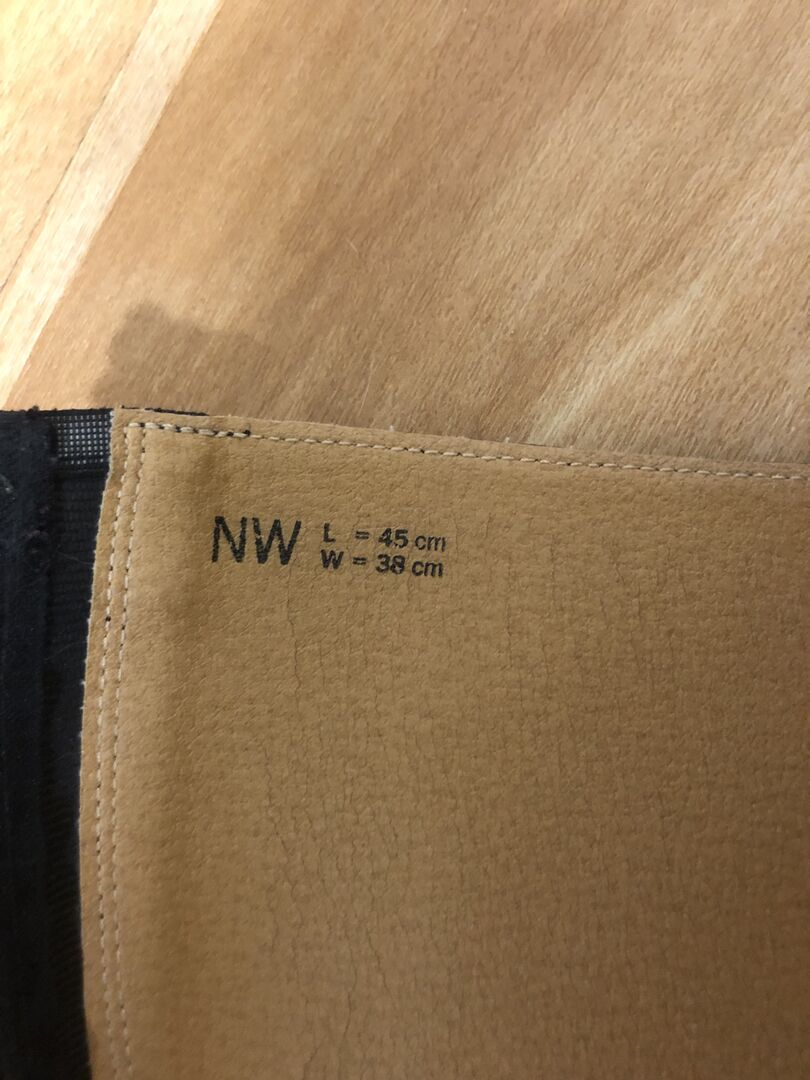 NW
L = 45 cm
W = 38 cm